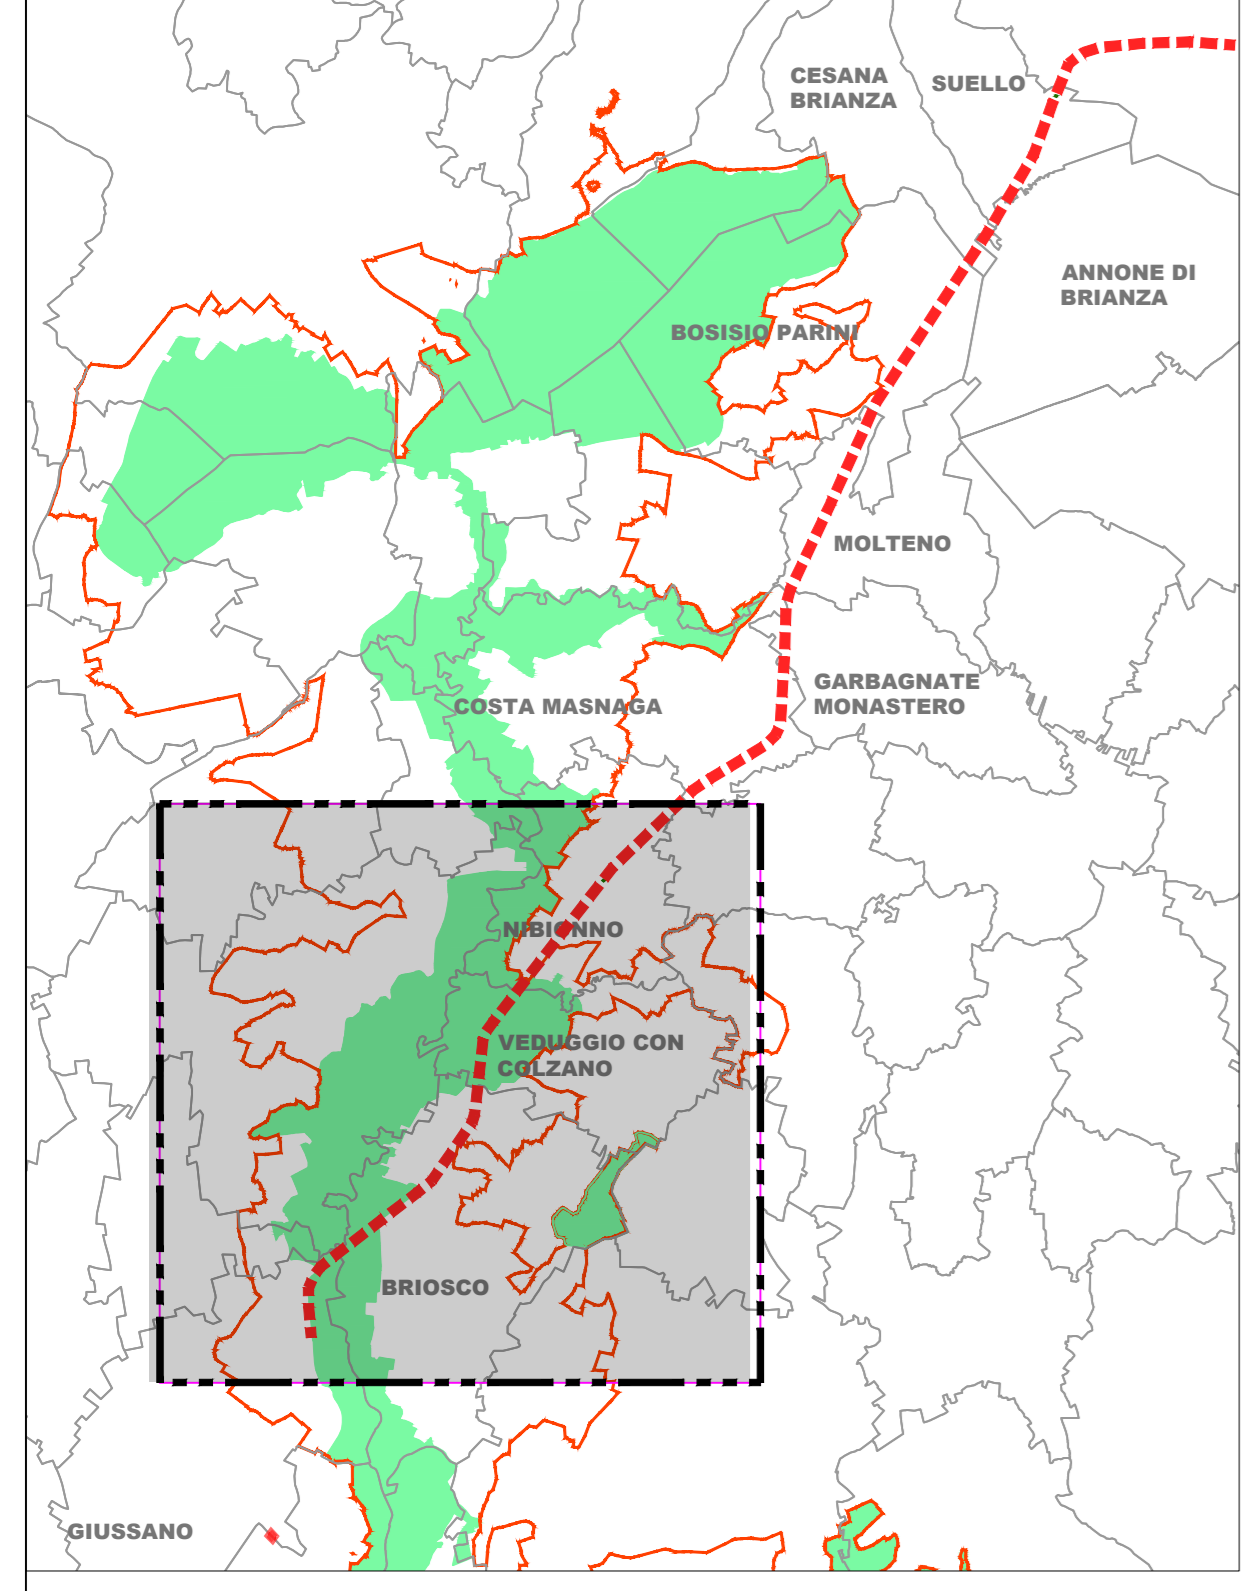 CESANA
BRIANZA
SUELLO
ANNONE DI
BRIANZA
BOSISIO PARINI
MOLTENO
GARBAGNATE
MONASTERO
COSTA MASNAGA
NIBIONNO
VEDUGGIO CON
COLZANO
BRIOSCO
GIUSSANO